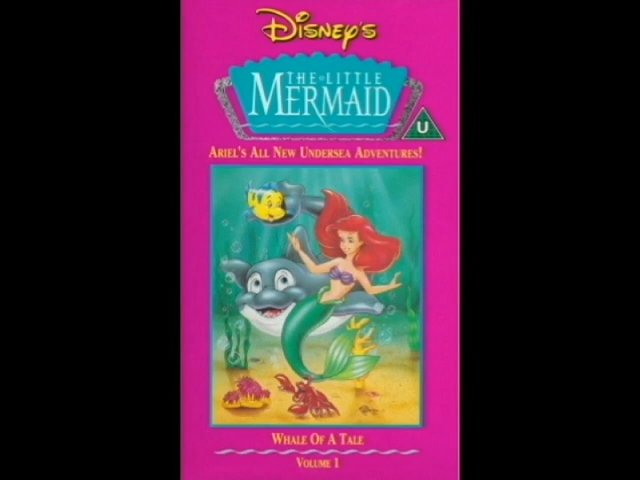 DISNEY'S
THE LITTLE
MERMAID
U
ARIEL'S ALL NEW UNDERSEA ADVENTURES!
WHALE OF A TALE
VOLUME 1